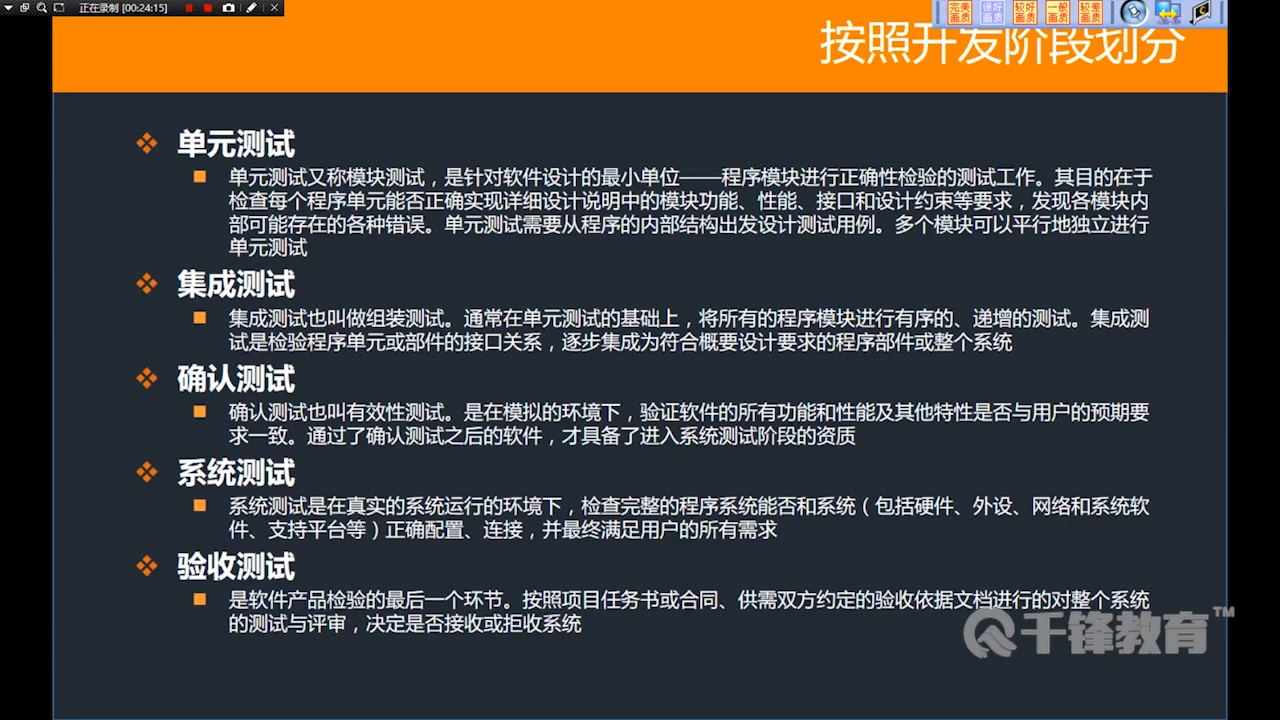 正在录制 [00:24:15]
完美画质 很好画质 较好画质 一般画质 较差画质
按照开发阶段划分
单元测试
单元测试又称模块测试，是针对软件设计的最小单位——程序模块进行正确性检验的测试工作。其目的在于
检查每个程序单元能否正确实现详细设计说明中的模块功能、性能、接口和设计约束等要求，发现各模块内
部可能存在的各种错误。单元测试需要从程序的内部结构出发设计测试用例。多个模块可以平行地独立进行
单元测试
集成测试
集成测试也叫做组装测试。通常在单元测试的基础上，将所有的程序模块进行有序的、递增的测试。集成测
试是检验程序单元或部件的接口关系，逐步集成为符合概要设计要求的程序部件或整个系统
确认测试
确认测试也叫有效性测试。是在模拟的环境下，验证软件的所有功能和性能及其他特性是否与用户的预期要
求一致。通过了确认测试之后的软件，才具备了进入系统测试阶段的资质
系统测试
系统测试是在真实的系统运行的环境下，检查完整的程序系统能否和系统（包括硬件、外设、网络和系统软
件、支持平台等）正确配置、连接，并最终满足用户的所有需求
验收测试
是软件产品检验的最后一个环节。按照项目任务书或合同、供需双方约定的验收依据文档进行的对整个系统
的测试与评审，决定是否接收或拒收系统
千锋教育™